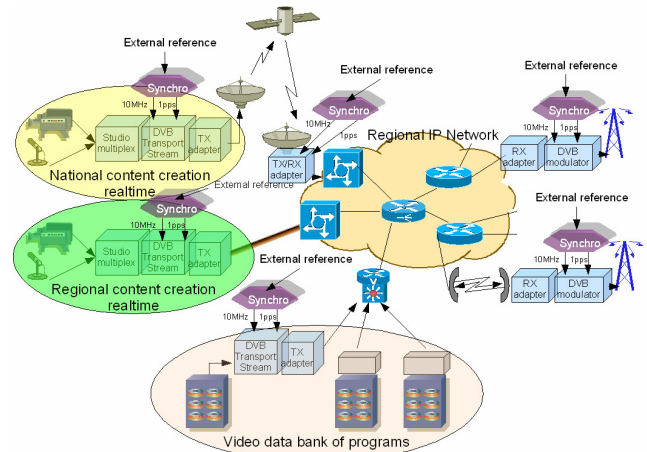 External reference
Synchro
10MHz
1pps
Studio
multiplex
DVB
Transport
Stream
TX
adapter
National content creation
realtime
External reference
Synchro
10MHz
1pps
TX/RX
adapter
Regional IP Network
External reference
Synchro
10MHz
1pps
RX
adapter
DVB
modulator
External reference
Synchro
10MHz
1pps
Studio
multiplex
DVB
Transport
Stream
TX
adapter
Regional content creation
realtime
External reference
Synchro
10MHz
1pps
RX
adapter
DVB
modulator
External reference
Synchro
10MHz
1pps
DVB
Transport
Stream
TX
adapter
V
Video data bank of programs